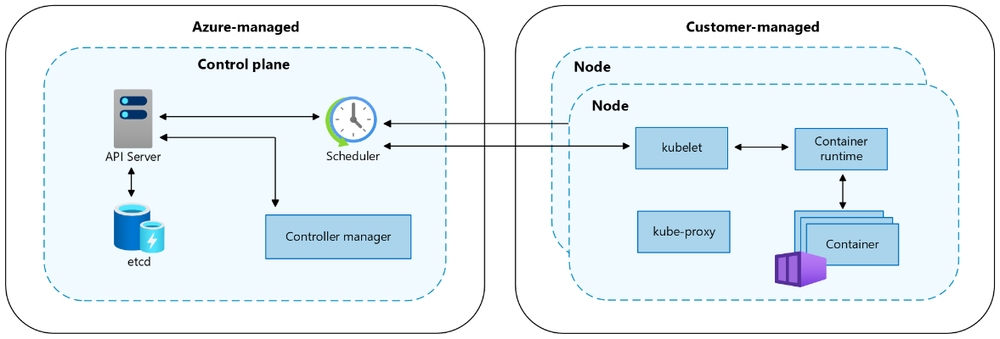 Azure-managed
Control plane
API Server
Scheduler
etcd
Controller manager
Customer-managed
Node
Node
kubelet
Container
runtime
kube-proxy
Container